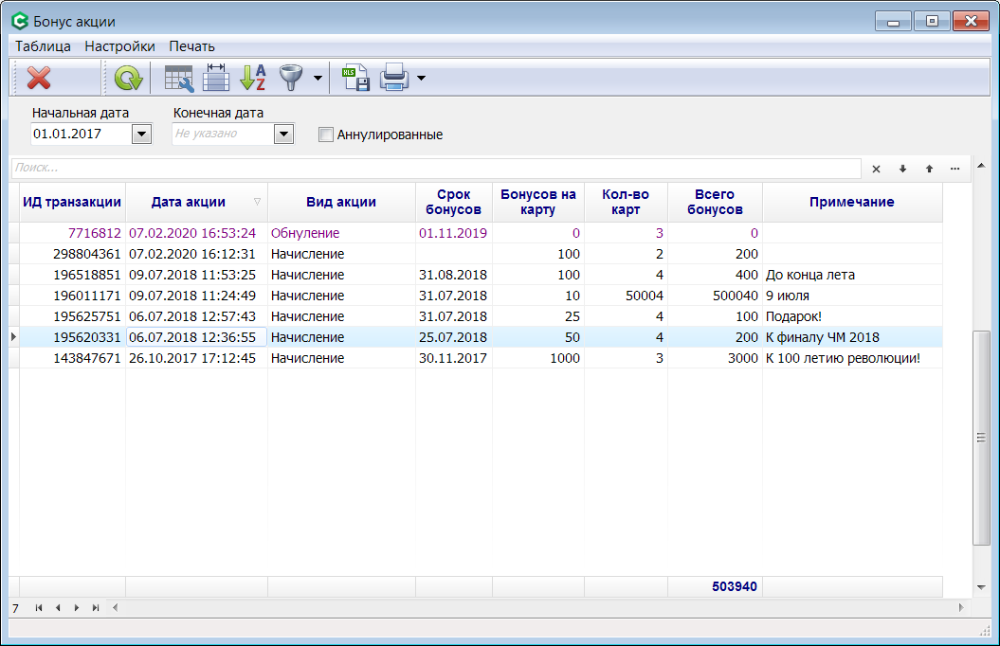 Бонус акции
Таблица Настройки Печать
Начальная дата Конечная дата
01.01.2017 Не указано Аннулированные
Поиск...
ИД транзакции Дата акции Вид акции Срок бонусов Бонусов на карту Кол-во карт Всего бонусов Примечание
7716812 07.02.2020 16:53:24 Обнуление 01.11.2019 0 3 0
298804361 07.02.2020 16:12:31 Начисление 100 2 200
196518851 09.07.2018 11:53:25 Начисление 31.08.2018 100 4 400 До конца лета
196011171 09.07.2018 11:24:49 Начисление 31.07.2018 10 50004 500040 9 июля
195625751 06.07.2018 12:57:43 Начисление 31.07.2018 25 4 100 Подарок!
195620331 06.07.2018 12:36:55 Начисление 25.07.2018 50 4 200 К финалу ЧМ 2018
143847671 26.10.2017 17:12:45 Начисление 30.11.2017 1000 3 3000 К 100 летию революции!
503940
7